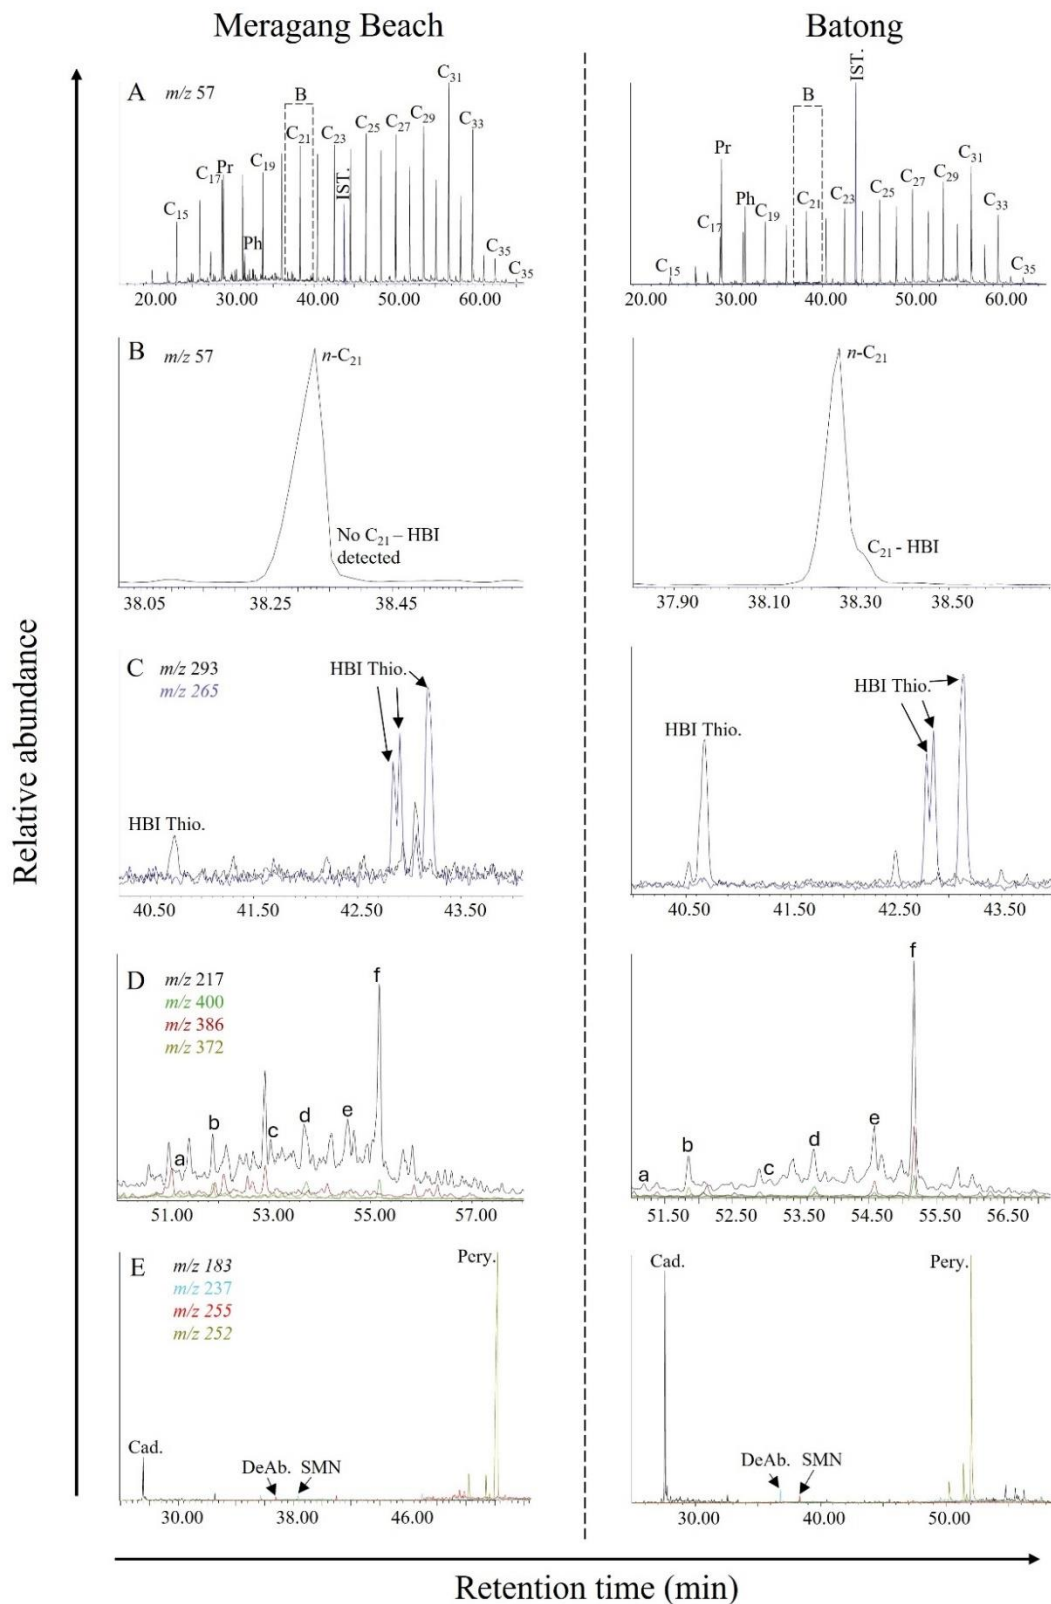 Meragang Beach
Batong
Relative abundance
A m/z 57
C15
C17
Pr
Ph
C19
B
C21
C23
IST.
C25
C27
C29
C31
C33
C35
C35
20.00 30.00 40.00 50.00 60.00
C15
C17
Pr
Ph
C19
B
C21
C23
IST.
C25
C27
C29
C31
C33
C35
20.00 30.00 40.00 50.00 60.00
B m/z 57
n-C21
No C21 – HBI
detected
38.05 38.25 38.45
n-C21
C21 - HBI
37.90 38.10 38.30 38.50
C m/z 293
m/z 265
HBI Thio.
HBI Thio.
40.50 41.50 42.50 43.50
HBI Thio.
HBI Thio.
40.50 41.50 42.50 43.50
D m/z 217
m/z 400
m/z 386
m/z 372
a b c d e f
51.00 53.00 55.00 57.00
a b c d e f
51.50 52.50 53.50 54.50 55.50 56.50
E m/z 183
m/z 237
m/z 255
m/z 252
Cad.
DeAb. SMN
Pery.
30.00 38.00 46.00
Cad.
DeAb. SMN
Pery.
30.00 40.00 50.00
Retention time (min)